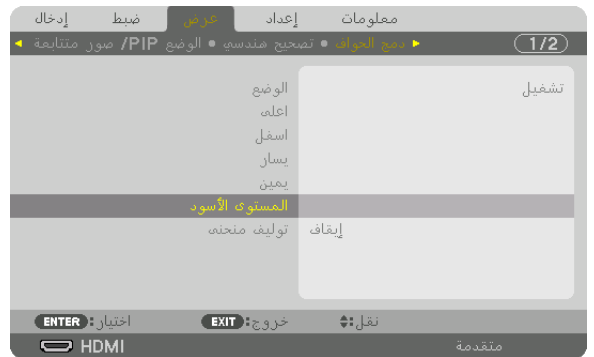 إدخال ضبط عرض إعداد معلومات
◄ دمج الحواف • تصحيح هندسي • الوضع PIP/ صور متتابعة ► 1/2
الوضع تشغيل
اعلى
اسفل
يسار
يمين
المستوى الأسود
توليف منحنى إيقاف
ENTER: اختيار EXIT: خروج نقل:
HDMI متقدمة